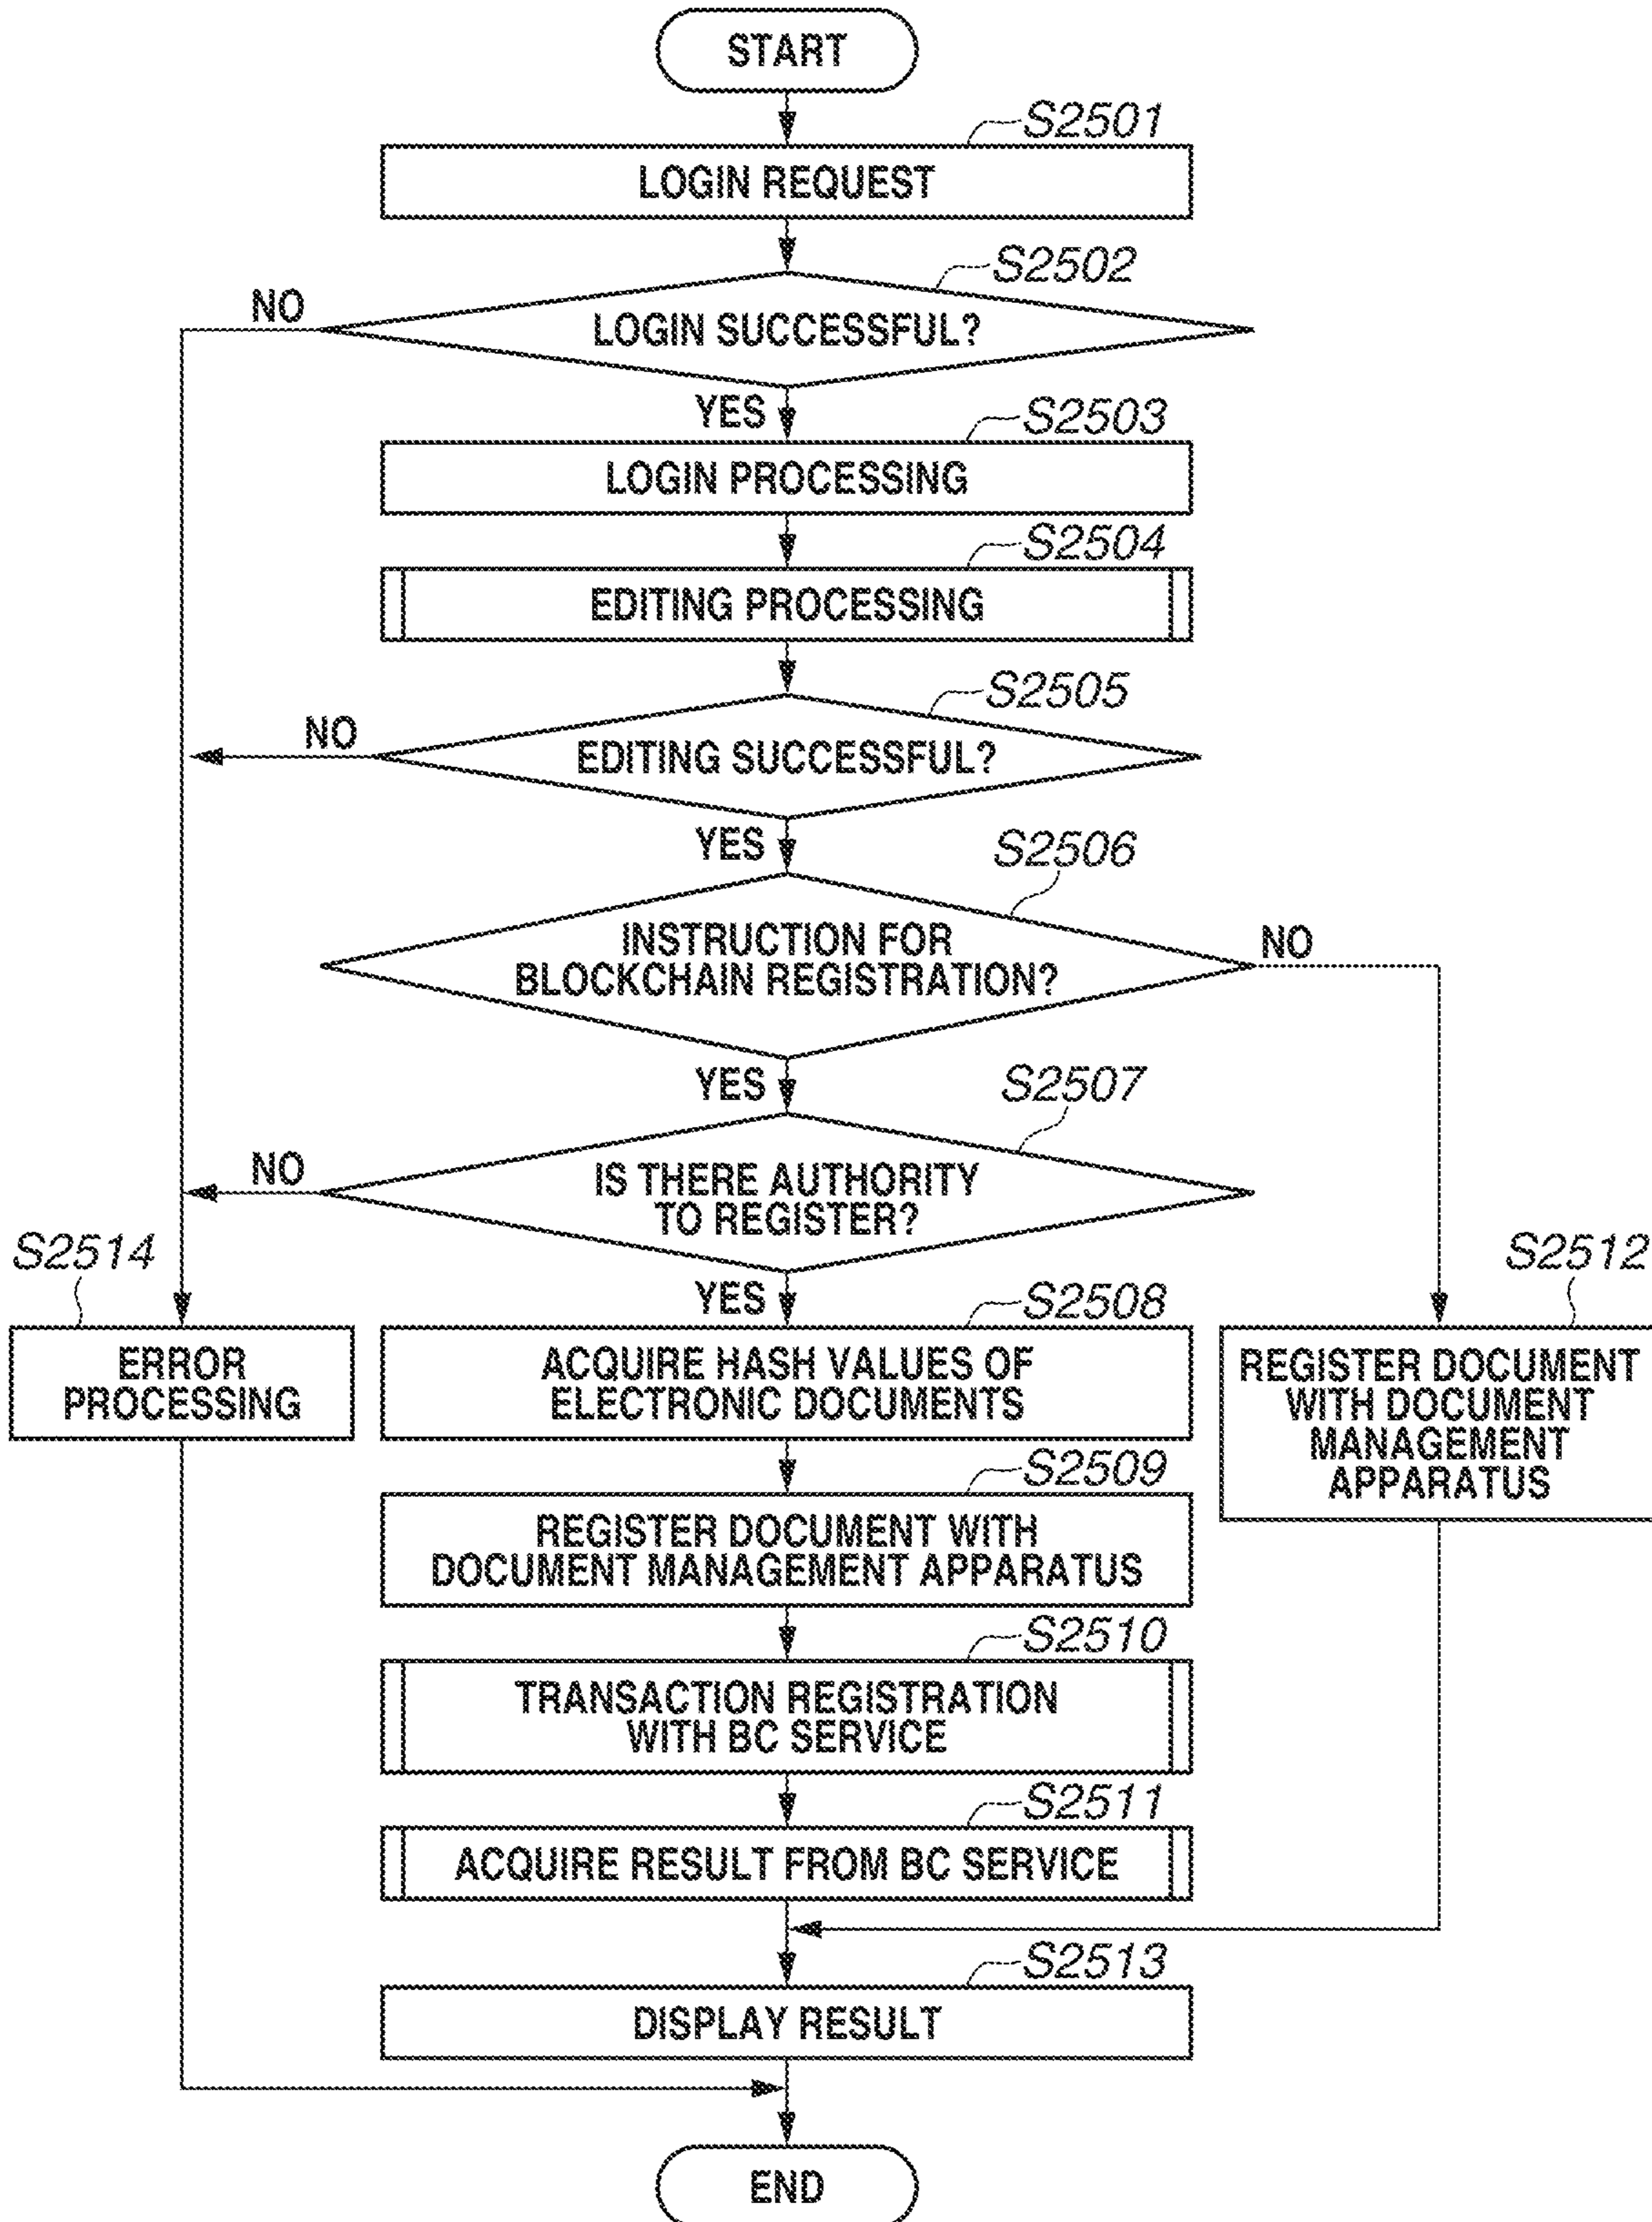 START
S2501
LOGIN REQUEST
S2502
NO
LOGIN SUCCESSFUL?
YES
S2503
LOGIN PROCESSING
S2504
EDITING PROCESSING
S2505
NO
EDITING SUCCESSFUL?
YES
S2506
INSTRUCTION FOR
BLOCKCHAIN REGISTRATION?
NO
YES
S2507
NO
IS THERE AUTHORITY
TO REGISTER?
S2514
S2512
YES
S2508
ERROR
PROCESSING
ACQUIRE HASH VALUES OF
ELECTRONIC DOCUMENTS
REGISTER DOCUMENT
WITH DOCUMENT
MANAGEMENT
APPARATUS
S2509
REGISTER DOCUMENT WITH
DOCUMENT MANAGEMENT APPARATUS
S2510
TRANSACTION REGISTRATION
WITH BC SERVICE
S2511
ACQUIRE RESULT FROM BC SERVICE
S2513
DISPLAY RESULT
END